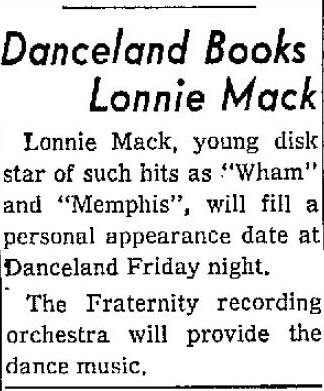 Danceland Books
Lonnie Mack
Lonnie Mack, young disk
star of such hits as "Wham"
and "Memphis", will fill a
personal appearance date at
Danceland Friday night.
The Fraternity recording
orchestra will provide the
dance music.